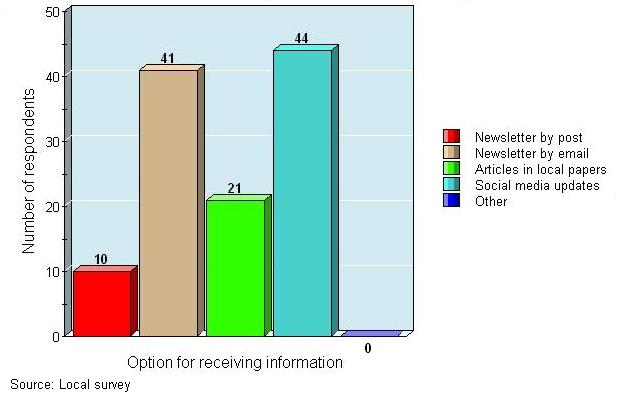 Number of respondents
50
40
30
20
10
0
10
41
21
44
0
Option for receiving information
Newsletter by post
Newsletter by email
Articles in local papers
Social media updates
Other
Source: Local survey